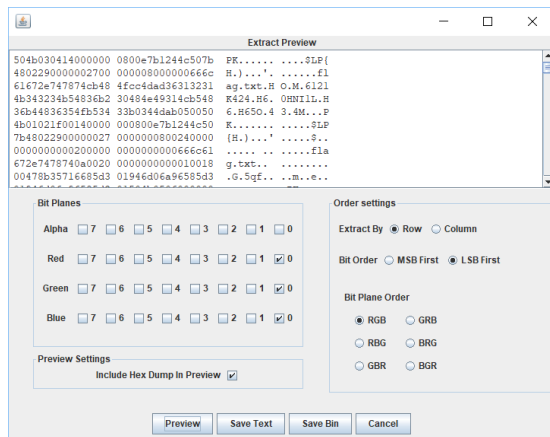 Extract Preview
504b030414000000 0800e7b1244c507b PK...... ....$LP{
4802290000002700 000008000000666c H.)...'. ......fl
61672e747874cb48 4fcc4dad36313231 ag.txt.H O.M.6121
4b343234b54836b2 30484e49314cb548 K424.H6. 0HNI1L.H
36b44836354fb534 33b0344dab050050 6.H65O.4 3.4M...P
4b01021f00140000 000800e7b1244c50 K....... .....$LP
7b48022900000027 0000000800240000 {H.)...' .....$..
0000000000200000 0000000000666c61 ..... .. .....fla
672e7478740a0020 0000000000010018 g.txt.. ........
00478b35716685d3 01946d06a96585d3 .G.5qf.. ..m..e..
Bit Planes
Alpha 7 6 5 4 3 2 1 0
Red 7 6 5 4 3 2 1 0
Green 7 6 5 4 3 2 1 0
Blue 7 6 5 4 3 2 1 0
Preview Settings
Include Hex Dump In Preview
Order settings
Extract By Row Column
Bit Order MSB First LSB First
Bit Plane Order
RGB GRB
RBG BRG
GBR BGR
Preview Save Text Save Bin Cancel